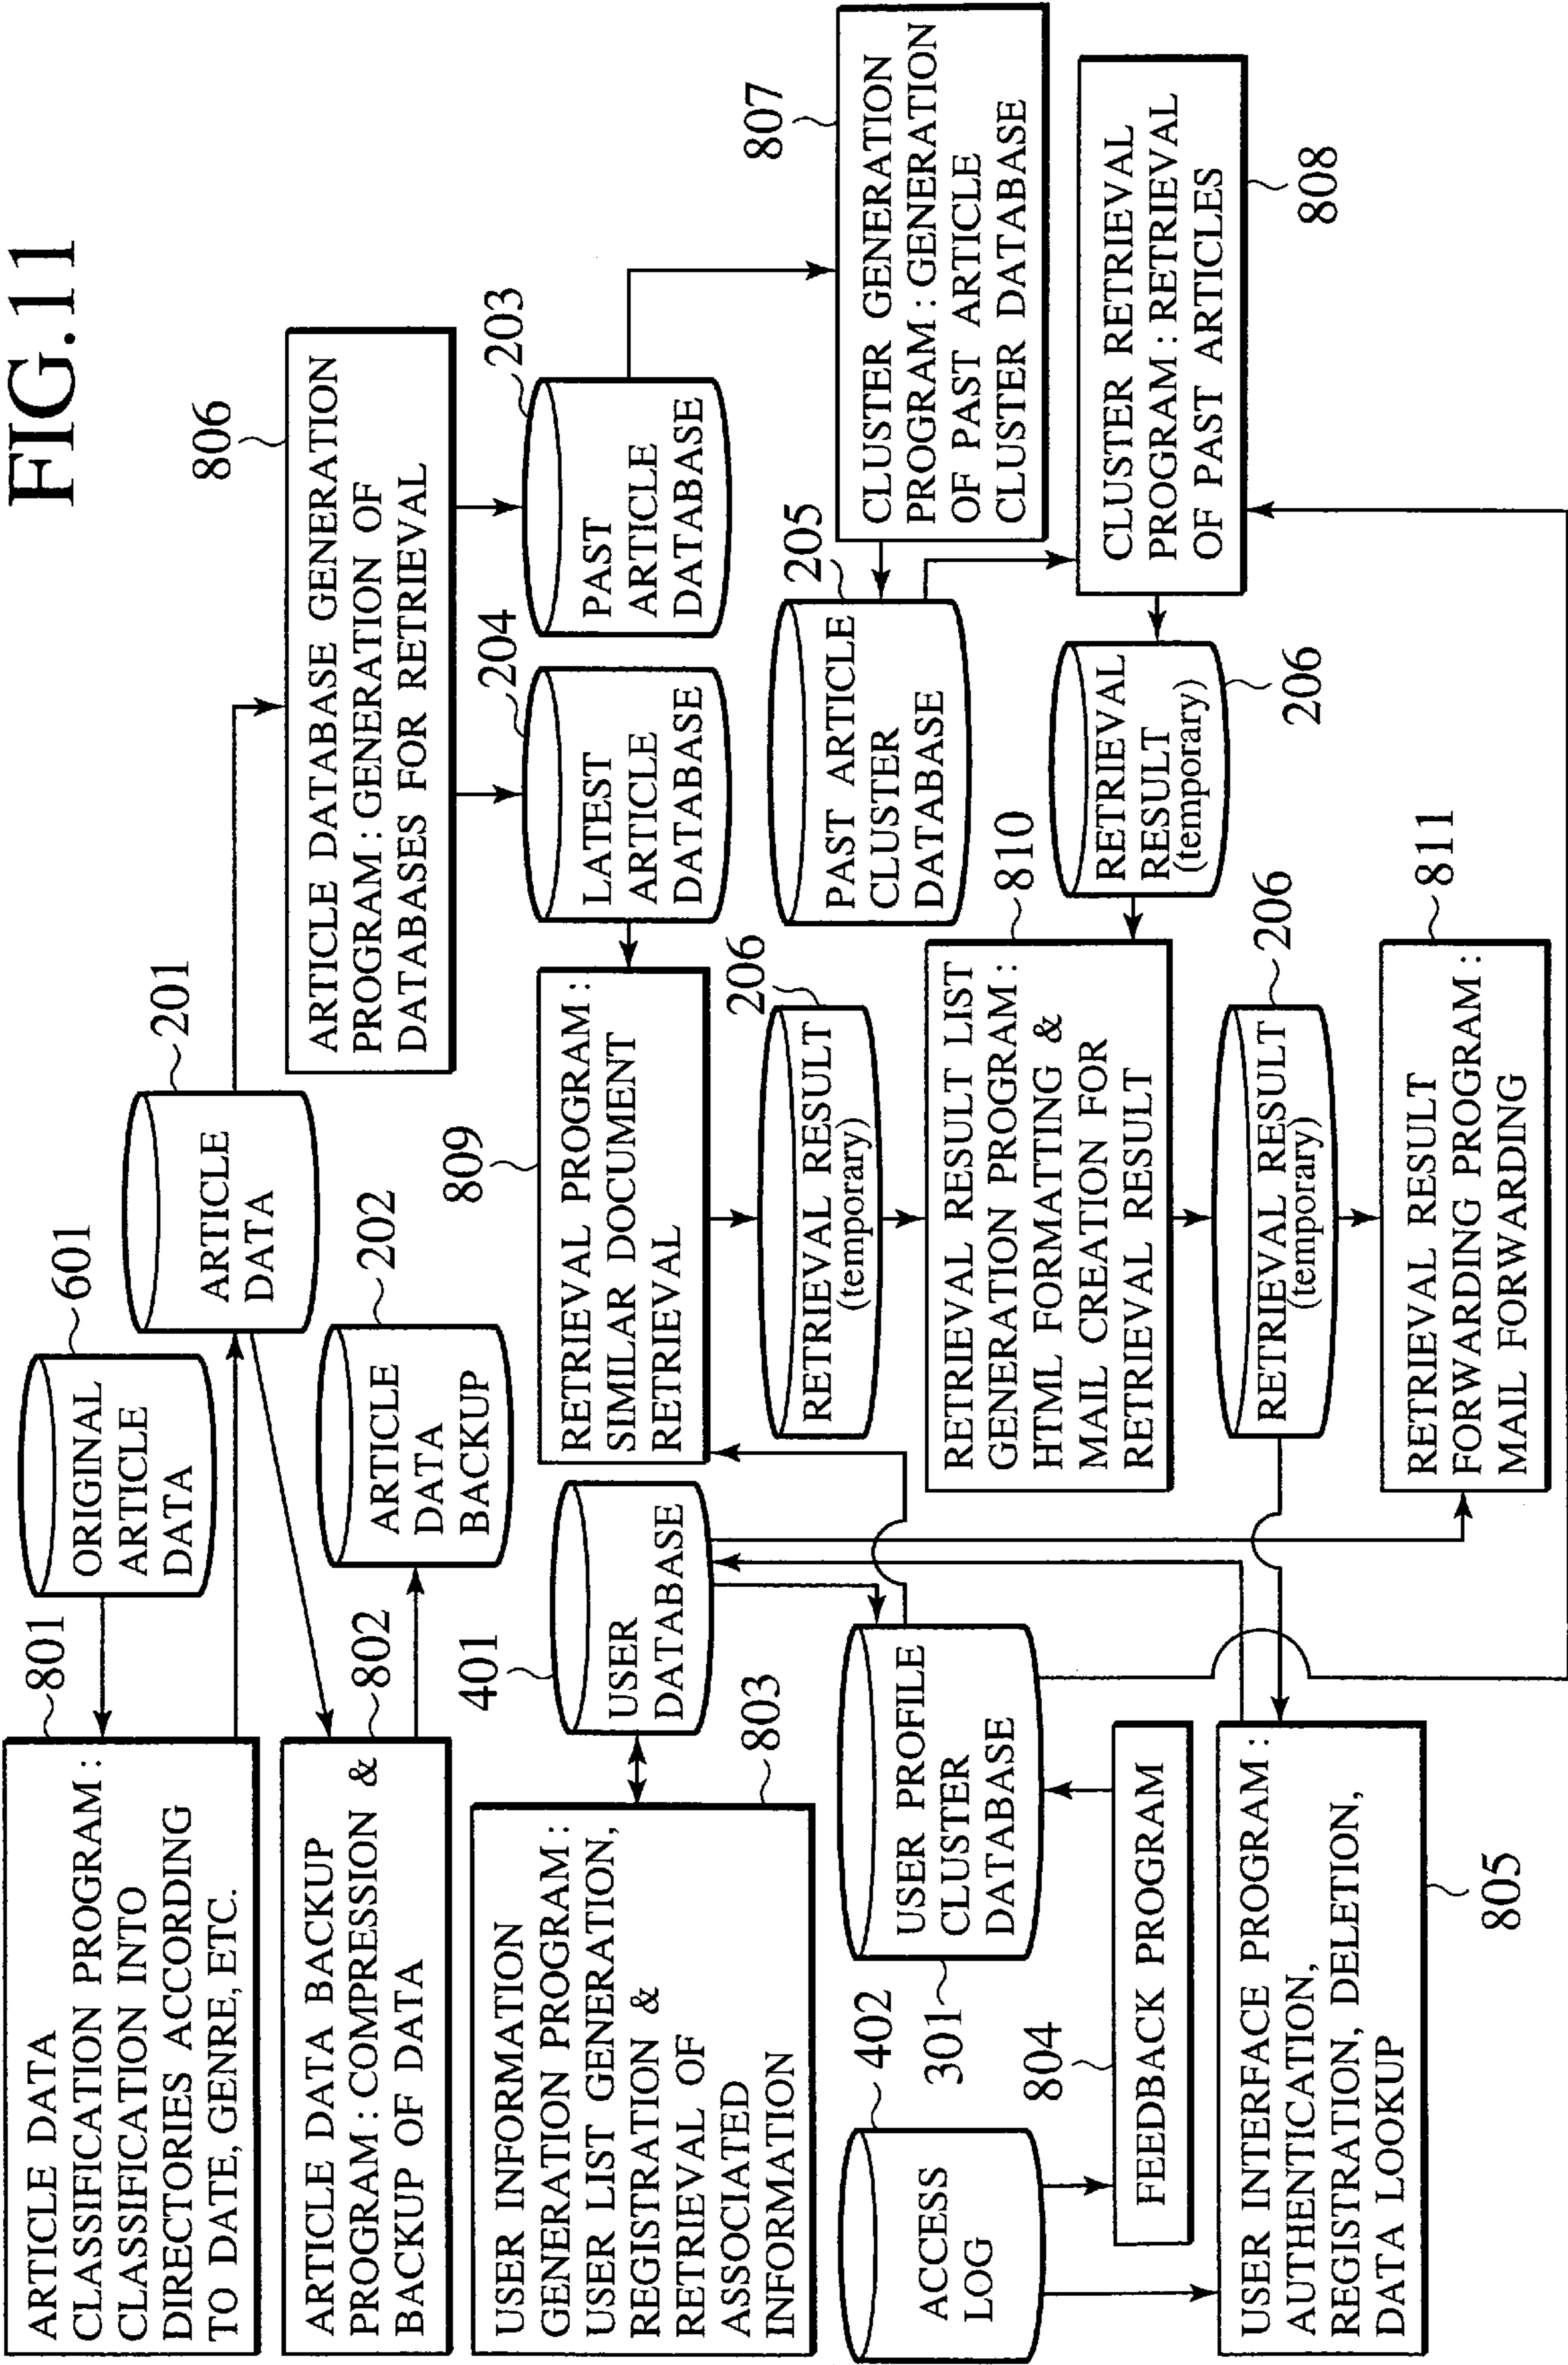 FIG.11
801
ARTICLE DATA
CLASSIFICATION PROGRAM :
CLASSIFICATION INTO
DIRECTORIES ACCORDING
TO DATE, GENRE, ETC.
601
ORIGINAL
ARTICLE
DATA
201
ARTICLE
DATA
802
ARTICLE DATA BACKUP
PROGRAM : COMPRESSION &
BACKUP OF DATA
202
ARTICLE
DATA
BACKUP
806
ARTICLE DATABASE GENERATION
PROGRAM : GENERATION OF
DATABASES FOR RETRIEVAL
803
USER INFORMATION
GENERATION PROGRAM :
USER LIST GENERATION,
REGISTRATION &
RETRIEVAL OF
ASSOCIATED
INFORMATION
401
USER
DATABASE
809
RETRIEVAL PROGRAM :
SIMILAR DOCUMENT
RETRIEVAL
204
LATEST
ARTICLE
DATABASE
203
PAST
ARTICLE
DATABASE
206
RETRIEVAL RESULT
(temporary)
205
PAST ARTICLE
CLUSTER
DATABASE
807
CLUSTER GENERATION
PROGRAM : GENERATION
OF PAST ARTICLE
CLUSTER DATABASE
402
ACCESS
LOG
301
USER PROFILE
CLUSTER
DATABASE
804
FEEDBACK PROGRAM
810
RETRIEVAL RESULT LIST
GENERATION PROGRAM :
HTML FORMATTING &
MAIL CREATION FOR
RETRIEVAL RESULT
RETRIEVAL
RESULT
(temporary)
206
CLUSTER RETRIEVAL
PROGRAM : RETRIEVAL
OF PAST ARTICLES
808
USER INTERFACE PROGRAM :
AUTHENTICATION,
REGISTRATION, DELETION,
DATA LOOKUP
805
206
RETRIEVAL RESULT
(temporary)
811
RETRIEVAL RESULT
FORWARDING PROGRAM :
MAIL FORWARDING